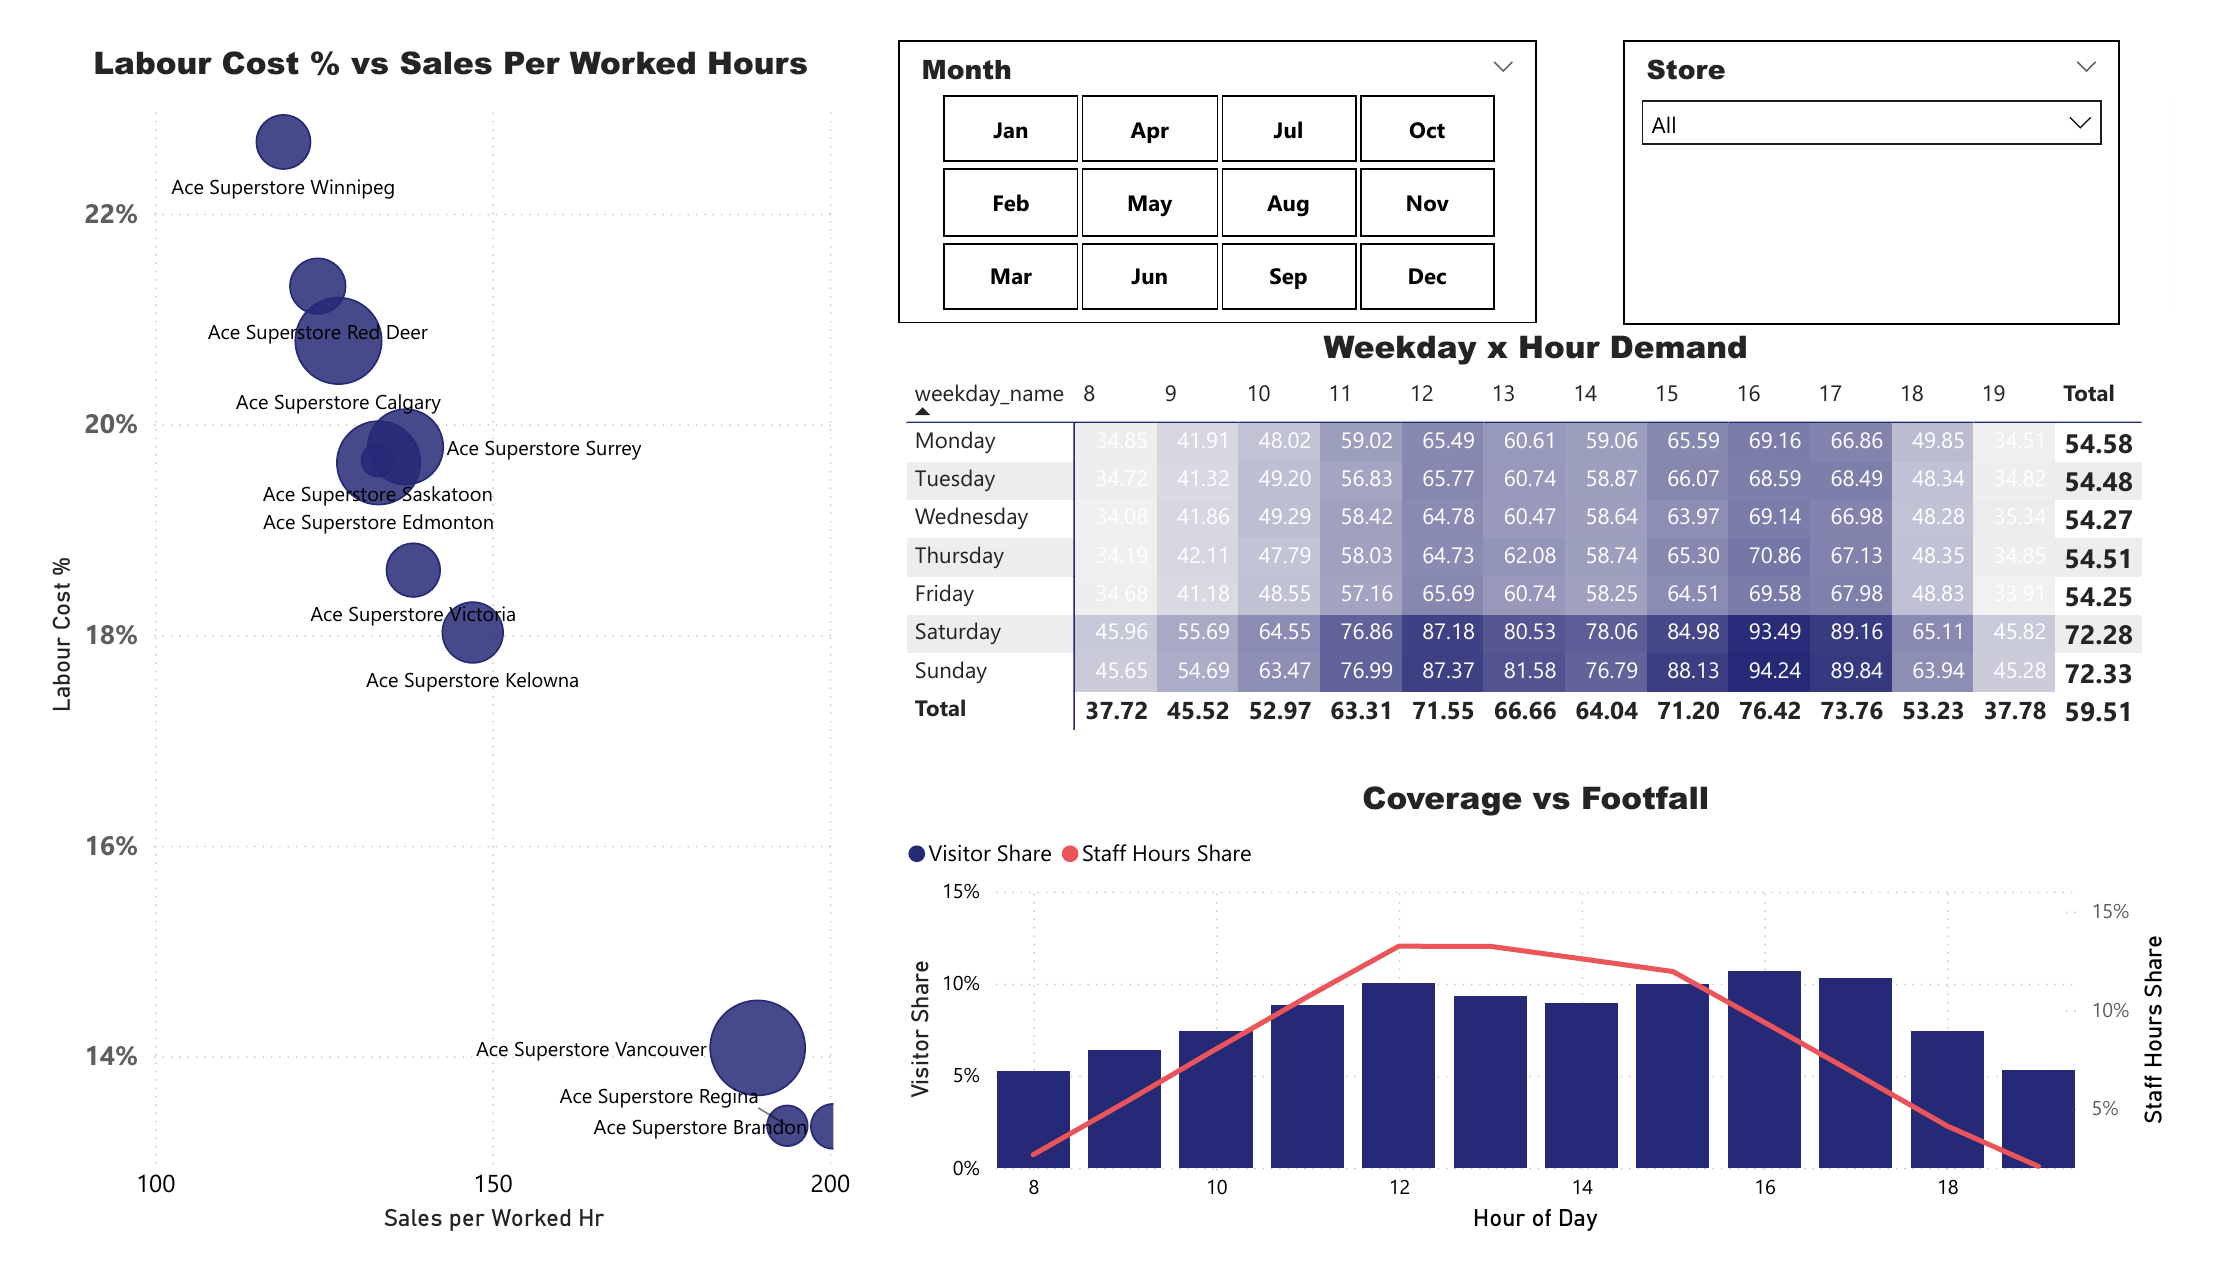 Labour Cost % vs Sales Per Worked Hours
Ace Superstore Winnipeg
22%
Ace Superstore Red Deer
Ace Superstore Calgary
20%
Ace Superstore Surrey
Ace Superstore Saskatoon
Ace Superstore Edmonton
Ace Superstore Victoria
18%
Ace Superstore Kelowna
16%
Ace Superstore Vancouver
14%
Ace Superstore Regina
Ace Superstore Brandon
Labour Cost %
100 150 200
Sales per Worked Hr
Month
Jan Apr Jul Oct
Feb May Aug Nov
Mar Jun Sep Dec
Store
All
Weekday x Hour Demand
weekday_name 8 9 10 11 12 13 14 15 16 17 18 19 Total
Monday 34.85 41.91 48.02 59.02 65.49 60.61 59.06 65.59 69.16 66.86 49.85 34.51 54.58
Tuesday 34.72 41.32 49.20 56.83 65.77 60.74 58.87 66.07 68.59 68.49 48.34 34.82 54.48
Wednesday 34.08 41.86 49.29 58.42 64.78 60.47 58.64 63.97 69.14 66.98 48.28 35.34 54.27
Thursday 34.19 42.11 47.79 58.03 64.73 62.08 58.74 65.30 70.86 67.13 48.35 34.85 54.51
Friday 34.68 41.18 48.55 57.16 65.69 60.74 58.25 64.51 69.58 67.98 48.83 33.91 54.25
Saturday 45.96 55.69 64.55 76.86 87.18 80.53 78.06 84.98 93.49 89.16 65.11 45.82 72.28
Sunday 45.65 54.69 63.47 76.99 87.37 81.58 76.79 88.13 94.24 89.84 63.94 45.28 72.33
Total 37.72 45.52 52.97 63.31 71.55 66.66 64.04 71.20 76.42 73.76 53.23 37.78 59.51
Coverage vs Footfall
Visitor Share Staff Hours Share
15%
10%
5%
0%
Visitor Share
15%
10%
5%
Staff Hours Share
8 10 12 14 16 18
Hour of Day